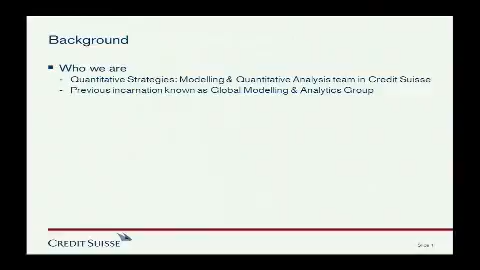 Background
Who we are
- Quantitative Strategies: Modelling & Quantitative Analysis team in Credit Suisse
- Previous incarnation known as Global Modelling & Analytics Group
CREDIT SUISSE
Slide